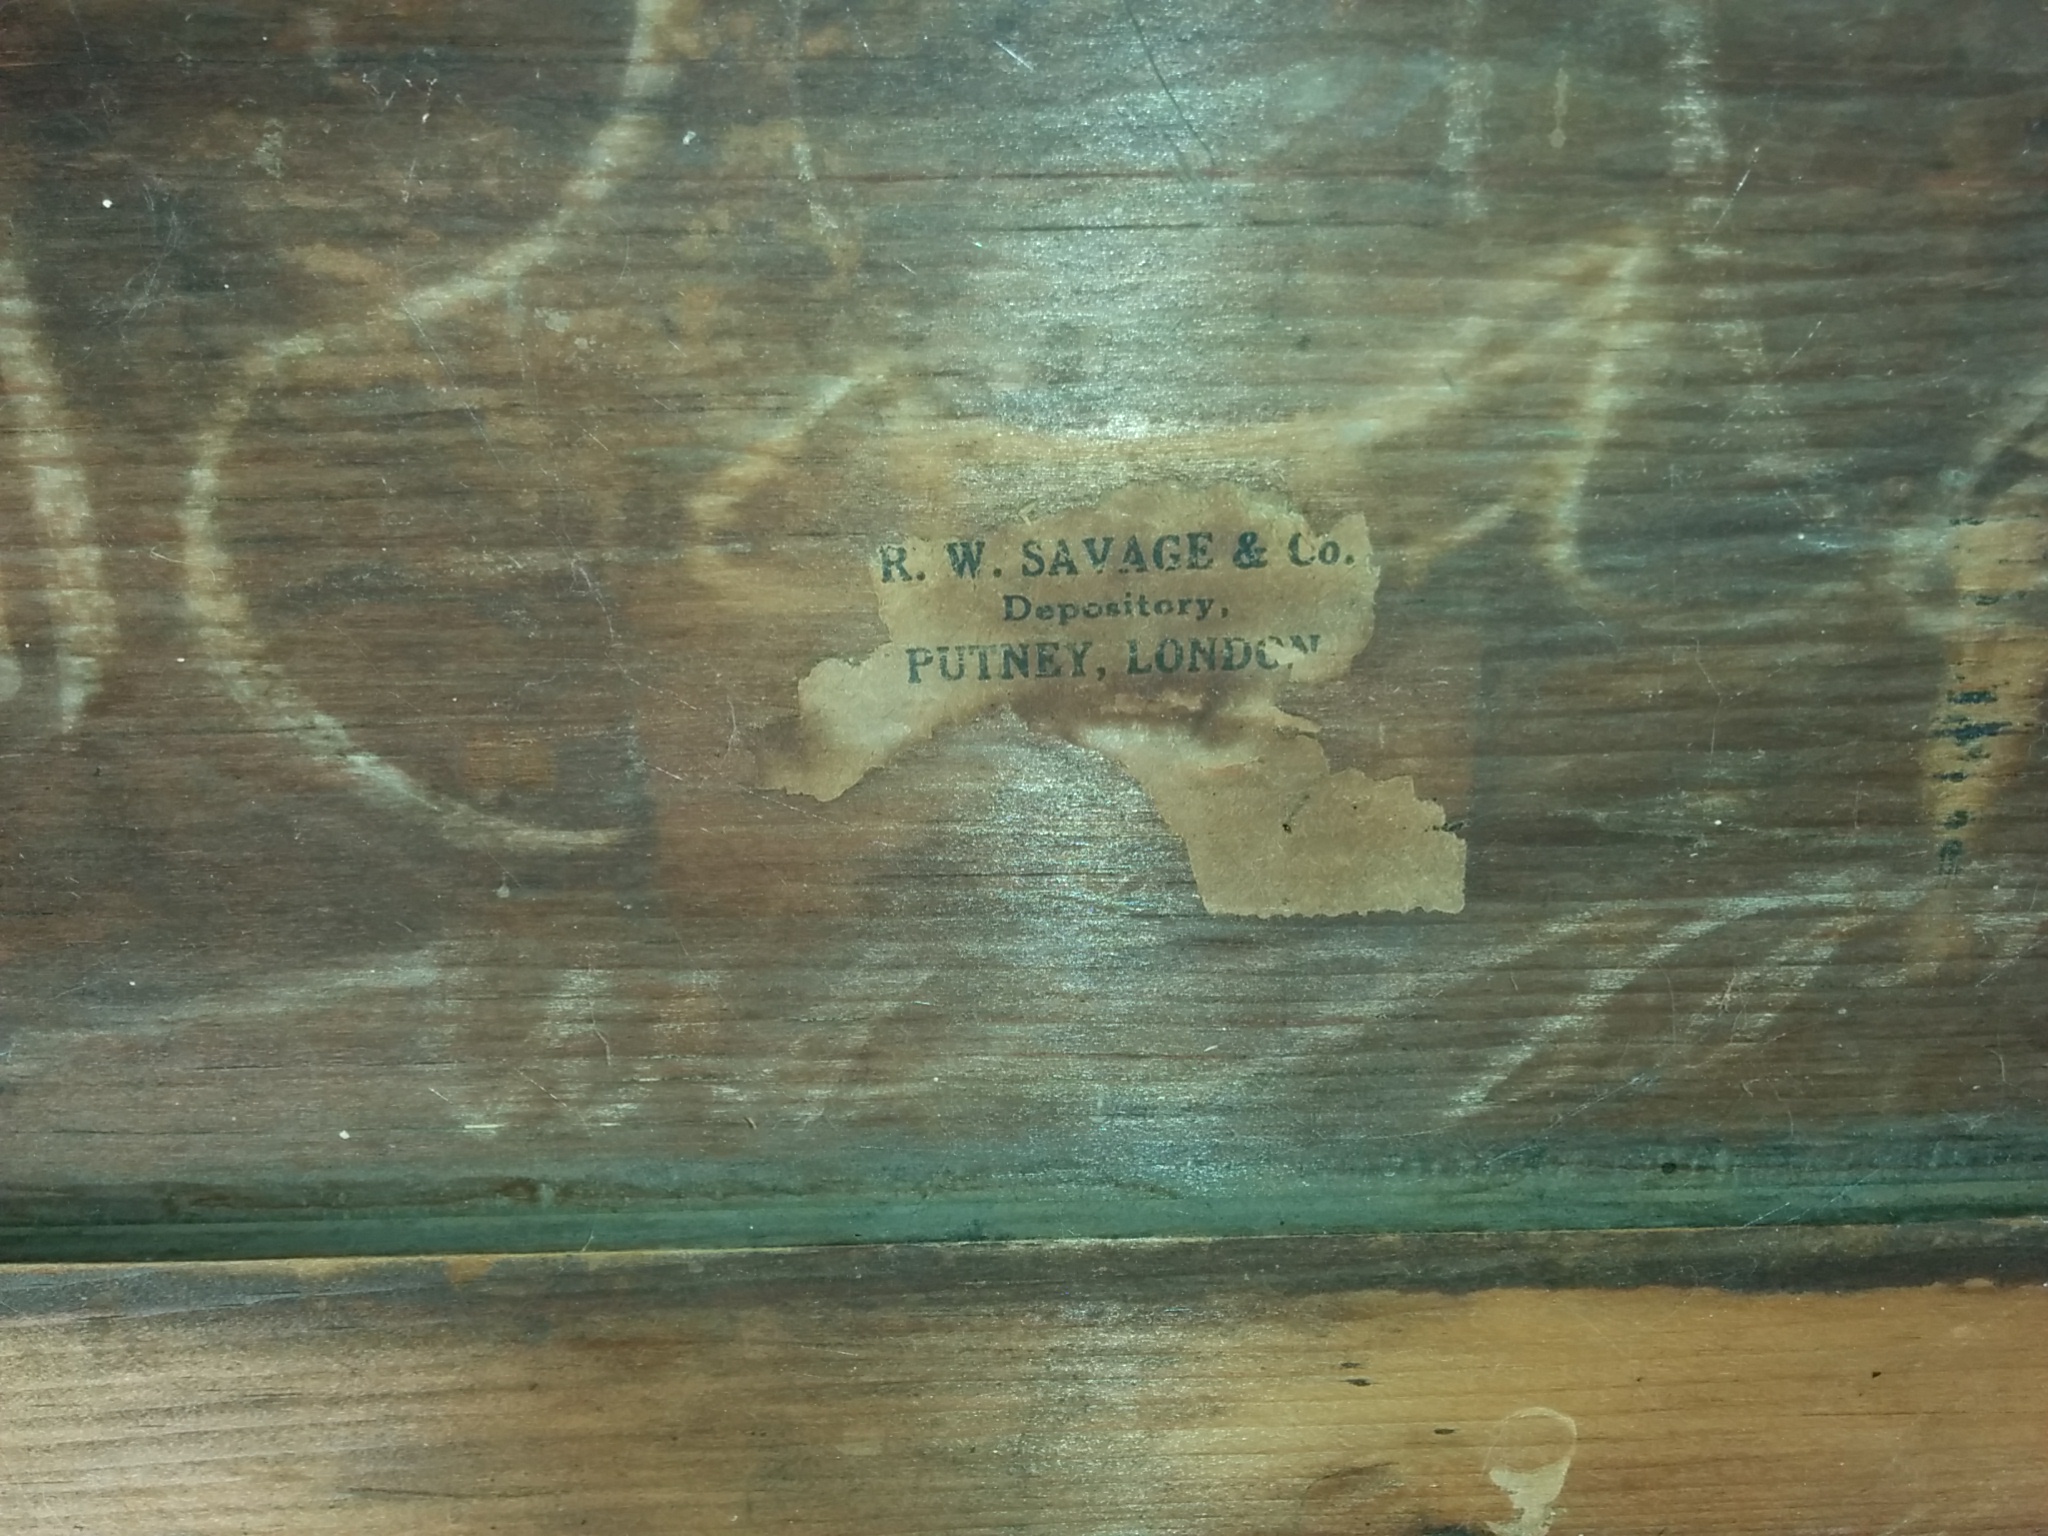 R. W. SAVAGE & Co.
Depository,
PUTNEY, LONDON